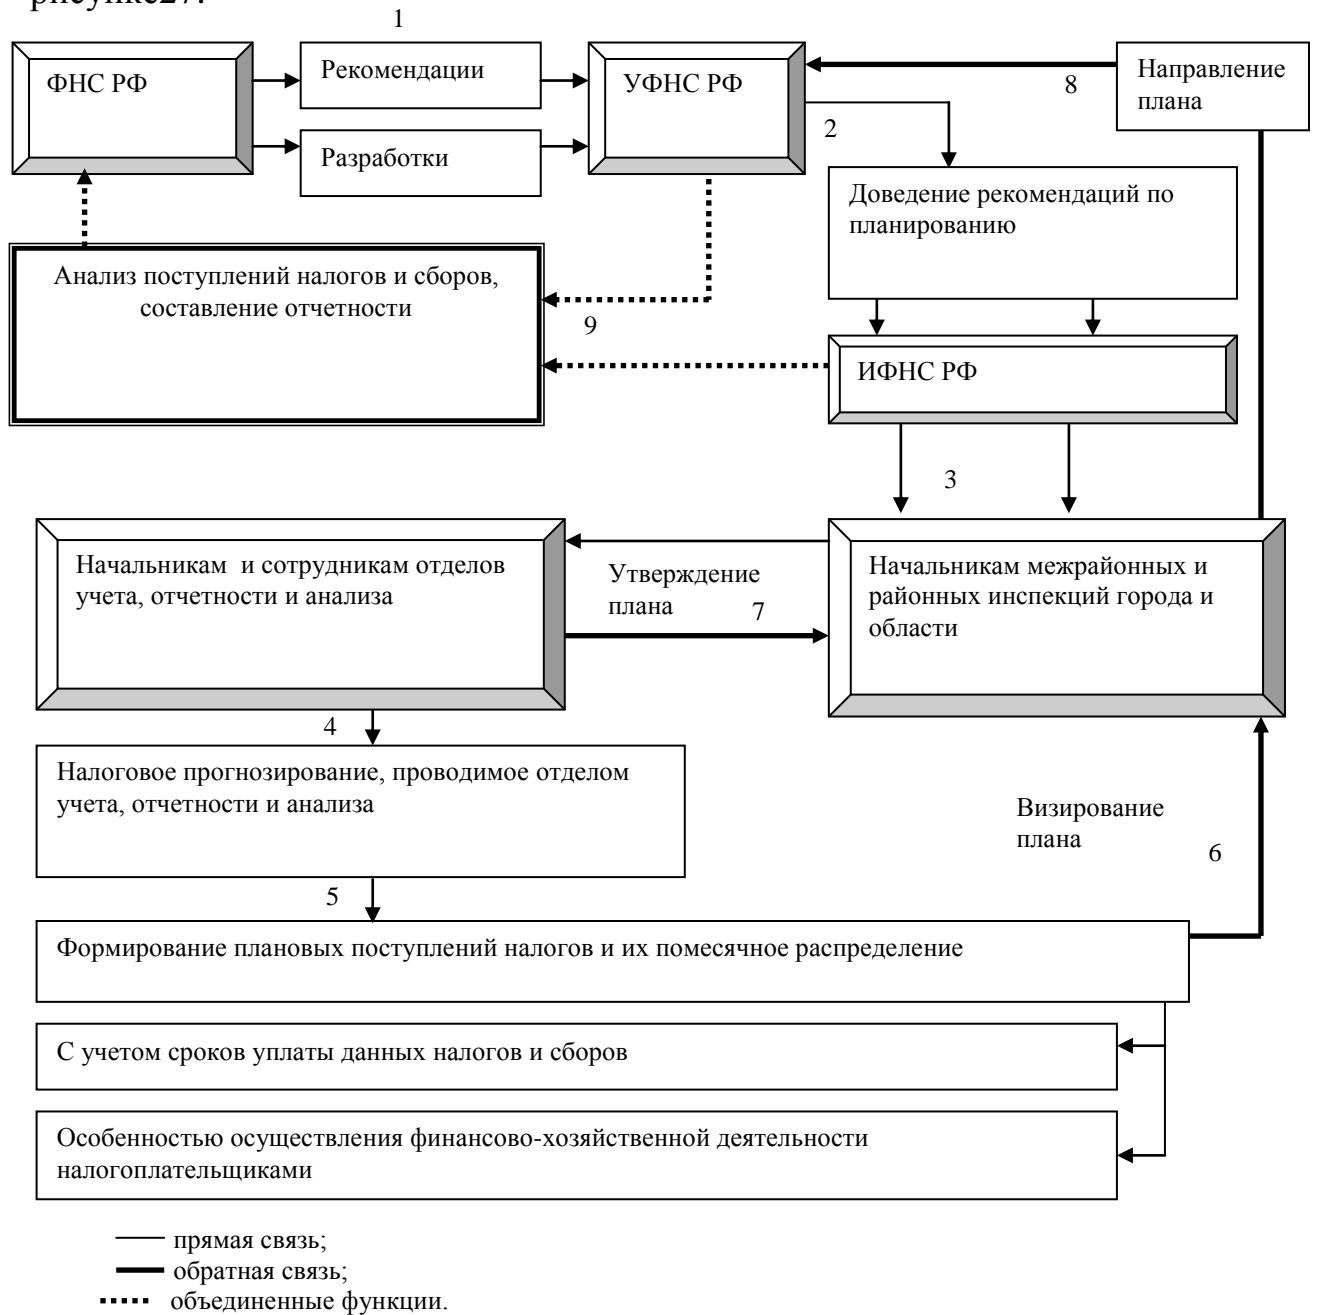 рисунке27.
1
ФНС РФ
Рекомендации
УФНС РФ
8
Направление
плана
2
Разработки
Доведение рекомендаций по
планированию
Анализ поступлений налогов и сборов,
составление отчетности
9
ИФНС РФ
3
Начальникам и сотрудникам отделов
учета, отчетности и анализа
Утверждение
плана
7
Начальникам межрайонных и
районных инспекций города и
области
4
Налоговое прогнозирование, проводимое отделом
учета, отчетности и анализа
Визирование
плана
6
5
Формирование плановых поступлений налогов и их помесячное распределение
С учетом сроков уплаты данных налогов и сборов
Особенностью осуществления финансово-хозяйственной деятельности
налогоплательщиками
прямая связь;
обратная связь;
объединенные функции.